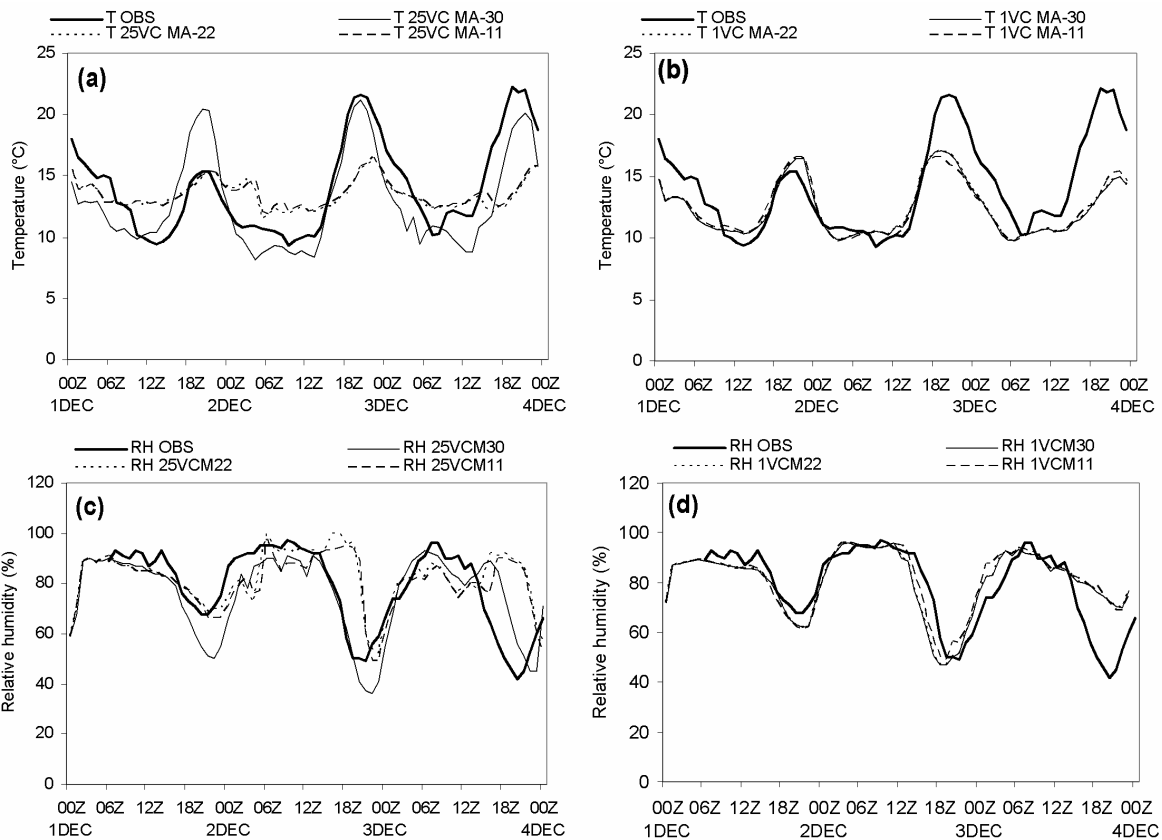 T OBS T 25VC MA-30
T 25VC MA-22 T 25VC MA-11
(a)
Temperature (°C)
25
20
15
10
5
0
00Z 06Z 12Z 18Z 00Z 06Z 12Z 18Z 00Z 06Z 12Z 18Z 00Z
1DEC 2DEC 3DEC 4DEC
T OBS T 1VC MA-30
T 1VC MA-22 T 1VC MA-11
(b)
Temperature (°C)
25
20
15
10
5
0
00Z 06Z 12Z 18Z 00Z 06Z 12Z 18Z 00Z 06Z 12Z 18Z 00Z
1DEC 2DEC 3DEC 4DEC
RH OBS RH 25VCM30
RH 25VCM22 RH 25VCM11
(c)
Relative humidity (%)
120
100
80
60
40
20
0
00Z 06Z 12Z 18Z 00Z 06Z 12Z 18Z 00Z 06Z 12Z 18Z 00Z
1DEC 2DEC 3DEC 4DEC
RH OBS RH 1VCM30
RH 1VCM22 RH 1VCM11
(d)
Relative humidity (%)
120
100
80
60
40
20
0
00Z 06Z 12Z 18Z 00Z 06Z 12Z 18Z 00Z 06Z 12Z 18Z 00Z
1DEC 2DEC 3DEC 4DEC